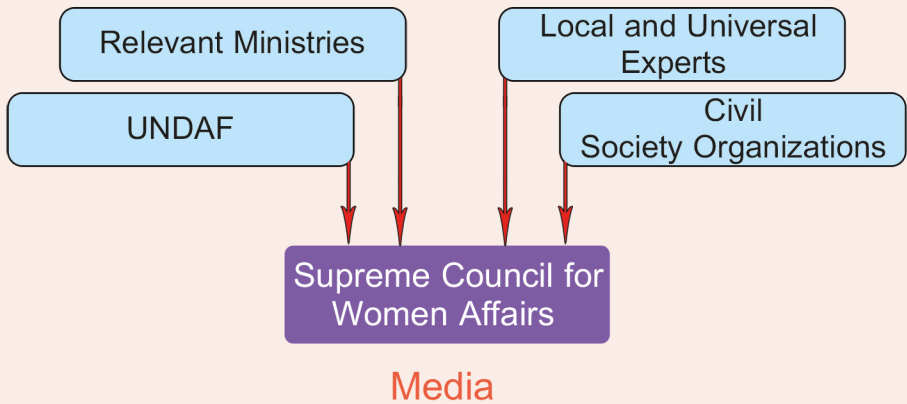 Relevant Ministries
Local and Universal
Experts
UNDAF
Civil
Society Organizations
Supreme Council for
Women Affairs
Media